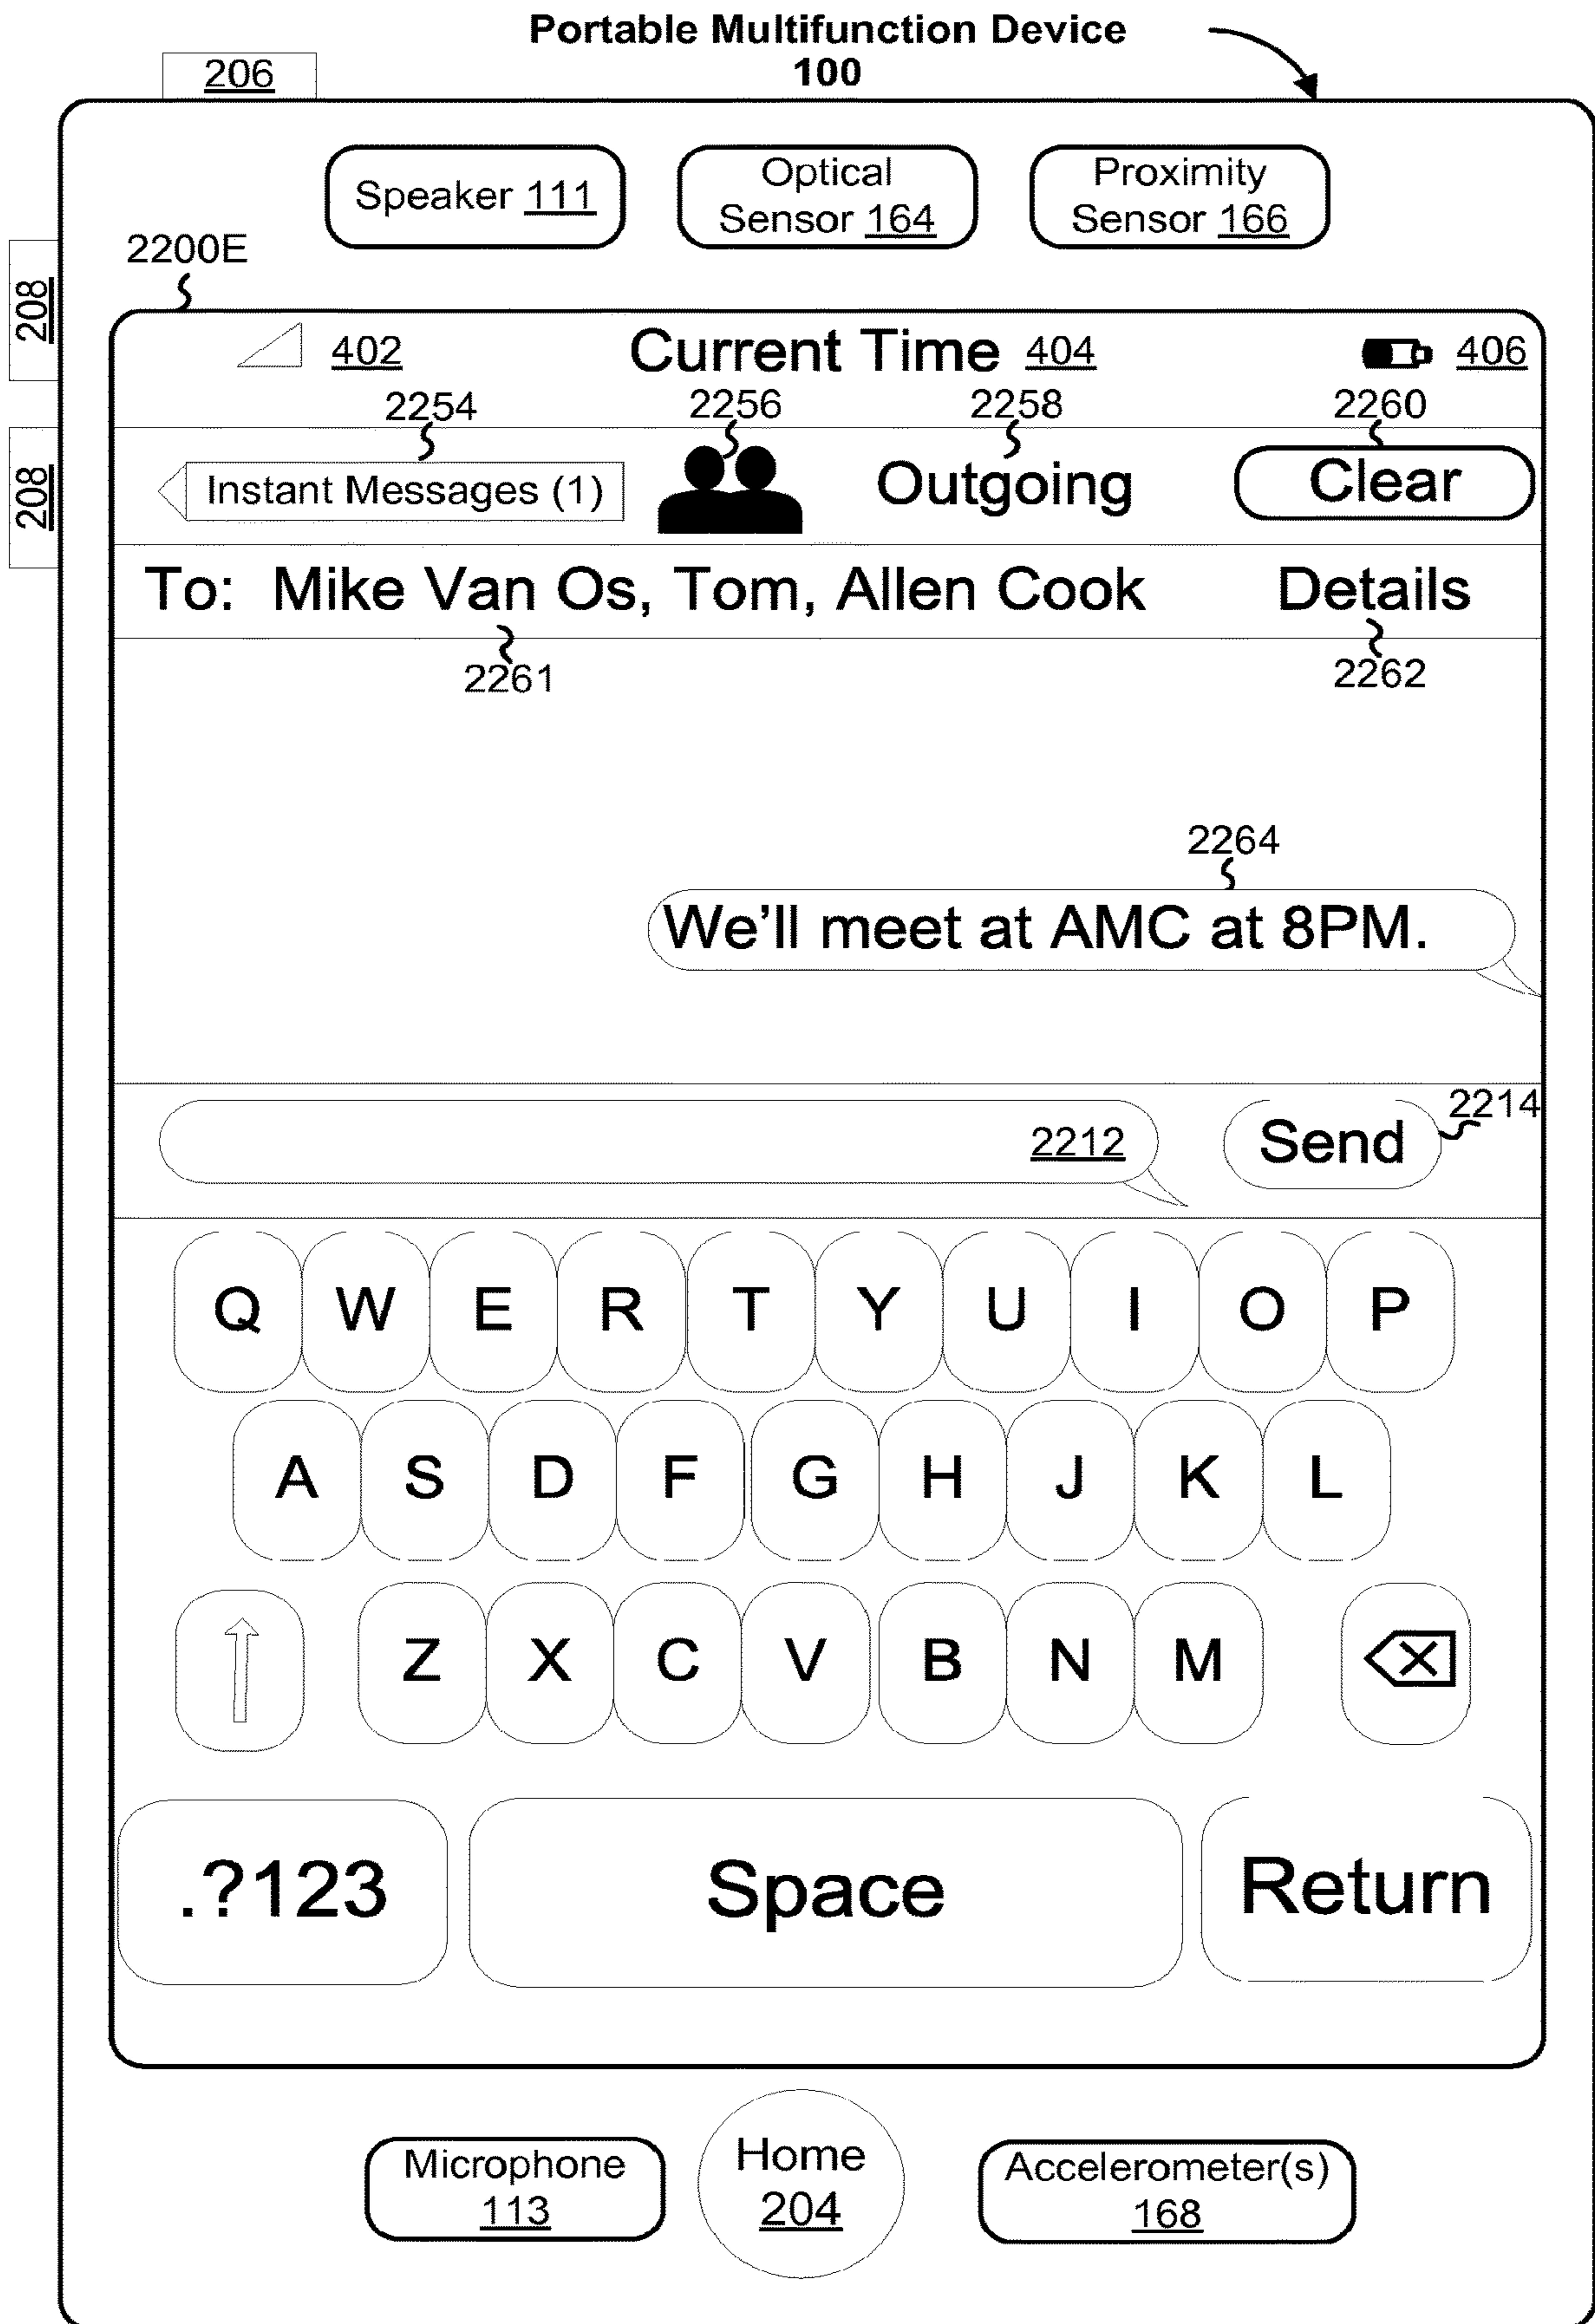 Portable Multifunction Device
100
206
Speaker 111
Optical
Sensor 164
Proximity
Sensor 166
2200E
208
402
Current Time 404
406
2254
2256
2258
2260
208
Instant Messages (1)
Outgoing
Clear
To: Mike Van Os, Tom, Allen Cook
Details
2261
2262
2264
We'll meet at AMC at 8PM.
2212
Send
2214
Q W E R T Y U I O P
A S D F G H J K L
Z X C V B N M
.?123
Space
Return
Microphone
113
Home
204
Accelerometer(s)
168